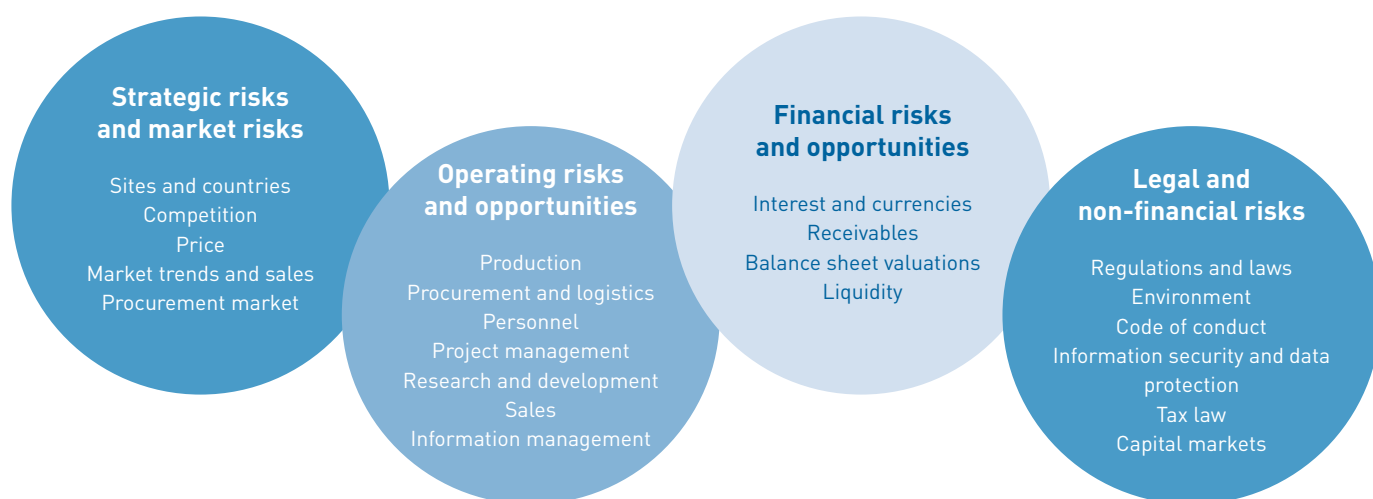 Strategic risks
and market risks
Sites and countries
Competition
Price
Market trends and sales
Procurement market
Operating risks
and opportunities
Production
Procurement and logistics
Personnel
Project management
Research and development
Sales
Information management
Financial risks
and opportunities
Interest and currencies
Receivables
Balance sheet valuations
Liquidity
Legal and
non-financial risks
Regulations and laws
Environment
Code of conduct
Information security and data
protection
Tax law
Capital markets